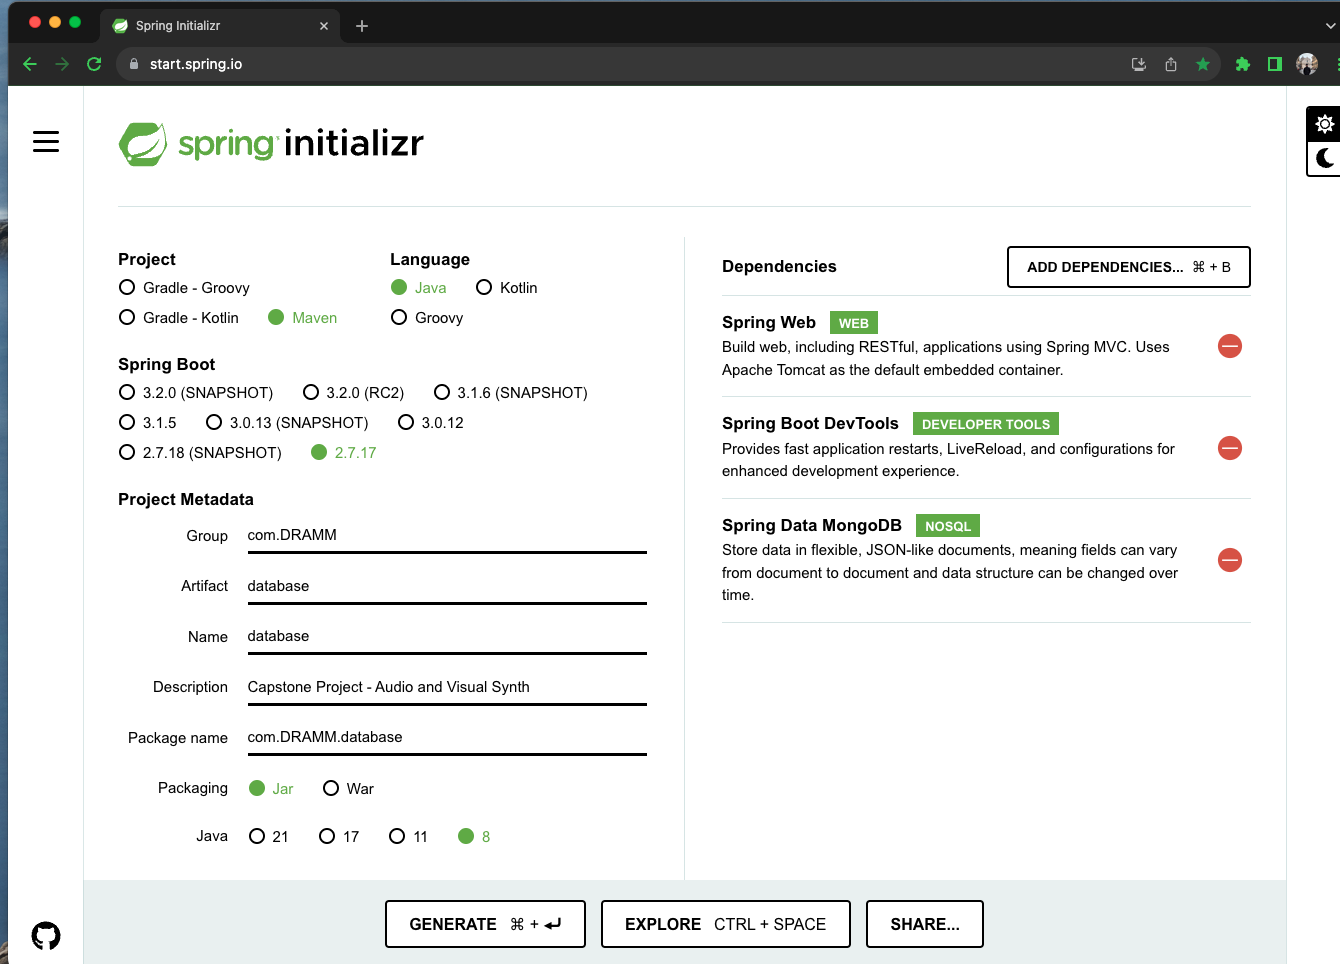 Spring Initializr
start.spring.io
spring initializr
Project
Gradle - Groovy
Gradle - Kotlin
Maven
Language
Java
Kotlin
Groovy
Spring Boot
3.2.0 (SNAPSHOT)
3.2.0 (RC2)
3.1.6 (SNAPSHOT)
3.1.5
3.0.13 (SNAPSHOT)
3.0.12
2.7.18 (SNAPSHOT)
2.7.17
Project Metadata
Group com.DRAMM
Artifact database
Name database
Description Capstone Project - Audio and Visual Synth
Package name com.DRAMM.database
Packaging Jar War
Java 21 17 11 8
Dependencies
ADD DEPENDENCIES... ⌘ + B
Spring Web WEB
Build web, including RESTful, applications using Spring MVC. Uses
Apache Tomcat as the default embedded container.
Spring Boot DevTools DEVELOPER TOOLS
Provides fast application restarts, LiveReload, and configurations for
enhanced development experience.
Spring Data MongoDB NOSQL
Store data in flexible, JSON-like documents, meaning fields can vary
from document to document and data structure can be changed over
time.
GENERATE ⌘ + ⏎
EXPLORE CTRL + SPACE
SHARE...